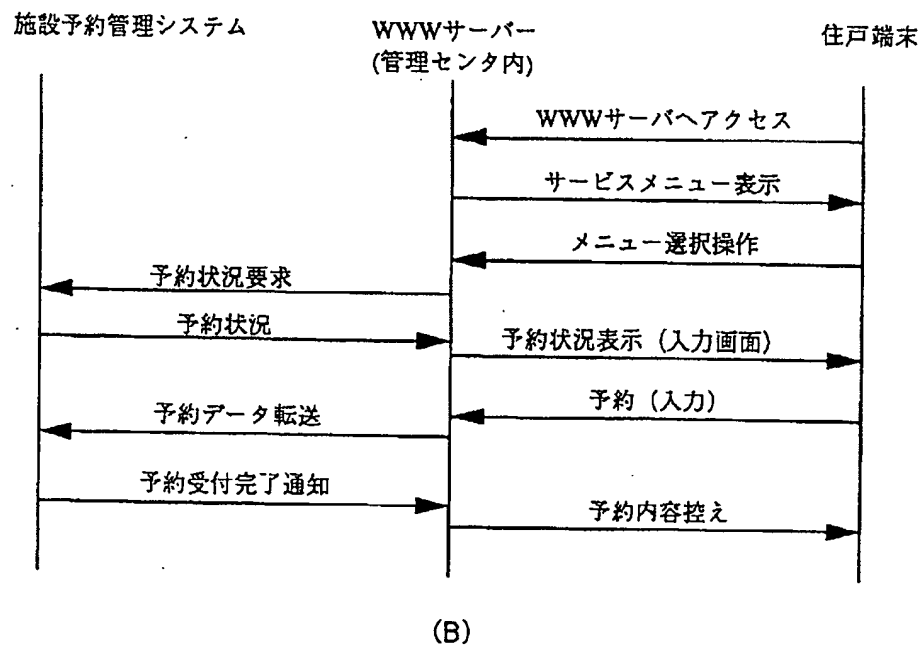 施設予約管理システム
WWWサーバー
(管理センタ内)
住戸端末
WWWサーバへアクセス
サービスメニュー表示
メニュー選択操作
予約状況要求
予約状況
予約状況表示 (入力画面)
予約 (入力)
予約データ転送
予約受付完了通知
予約内容控え
(B)